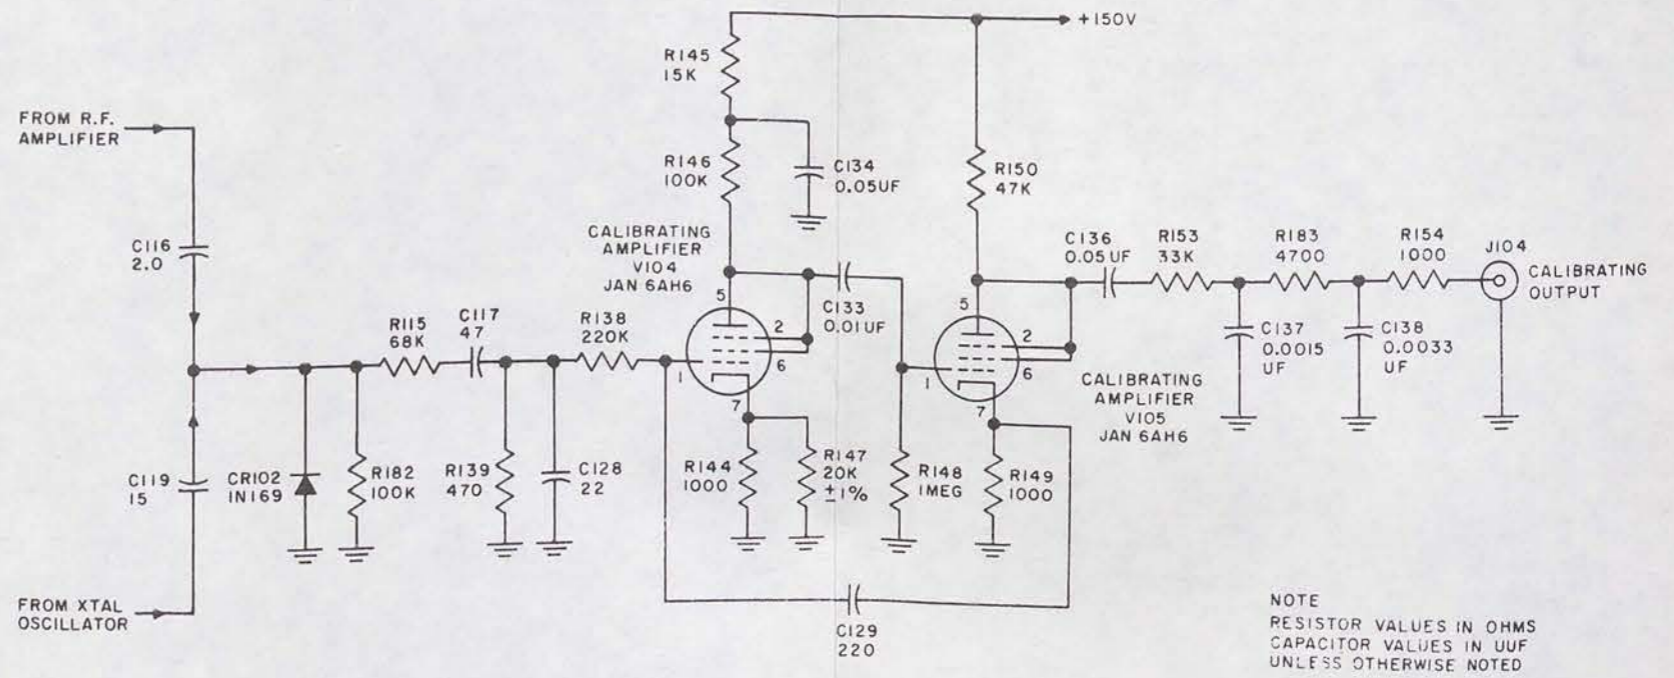 +150V
R145
15K
FROM R.F.
AMPLIFIER
R146
100K
C134
0.05UF
R150
47K
C116
2.0
CALIBRATING
AMPLIFIER
V104
JAN 6AH6
C136
0.05UF
R153
33K
R183
4700
R154
1000
J104
CALIBRATING
OUTPUT
5
2
6
1
7
C133
0.01UF
5
2
6
1
7
C137
0.0015
UF
C138
0.0033
UF
R115
68K
C117
47
R138
220K
CALIBRATING
AMPLIFIER
V105
JAN 6AH6
C119
15
CR102
IN169
R182
100K
R139
470
C128
22
R144
1000
R147
20K
±1%
R148
1MEG
R149
1000
FROM XTAL
OSCILLATOR
C129
220
NOTE
RESISTOR VALUES IN OHMS
CAPACITOR VALUES IN UUF
UNLESS OTHERWISE NOTED